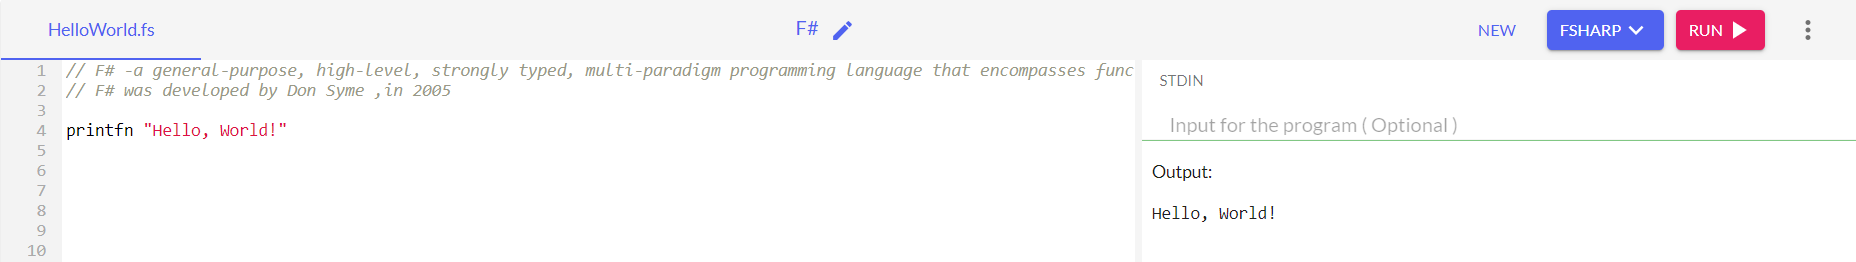 HelloWorld.fs
F#
NEW
FSHARP
RUN
1 // F# -a general-purpose, high-level, strongly typed, multi-paradigm programming language that encompasses func
2 // F# was developed by Don Syme ,in 2005
3
4 printfn "Hello, World!"
5
6
7
8
9
10
STDIN
Input for the program ( Optional )
Output:
Hello, World!